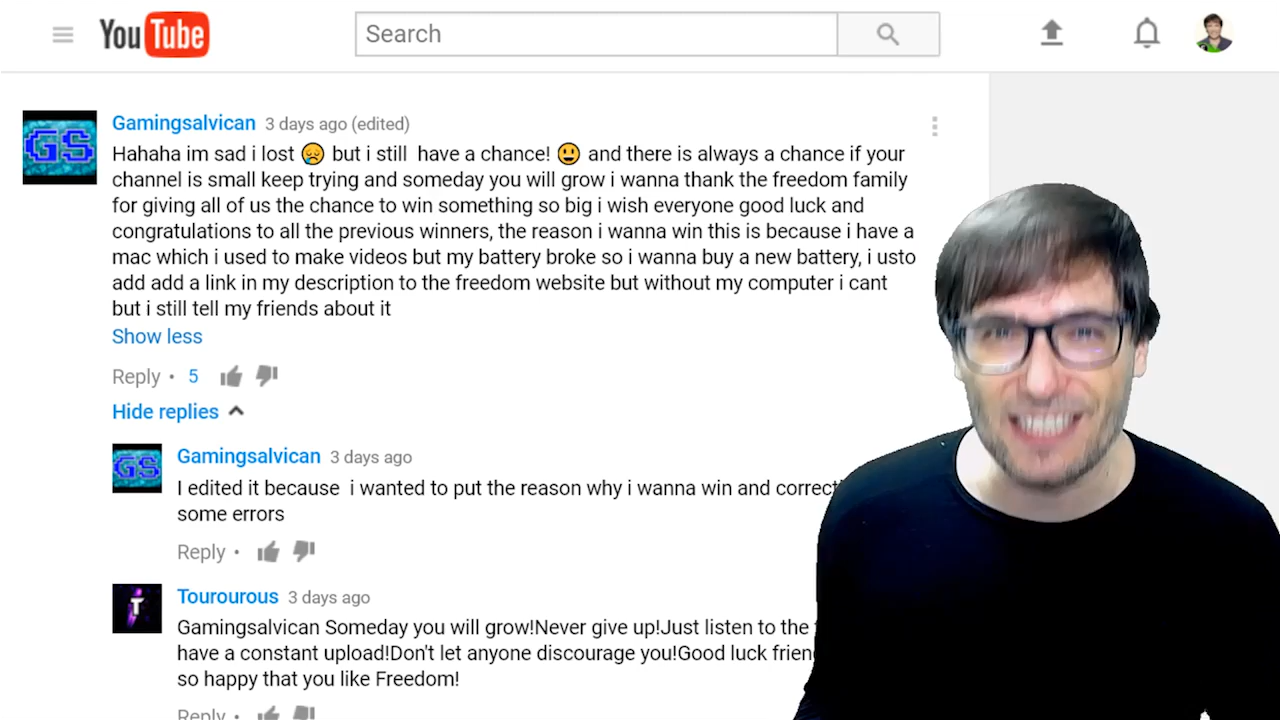 YouTube
Search
Gamingsalvican 3 days ago (edited)
Hahaha im sad i lost 😥 but i still have a chance! 😃 and there is always a chance if your
channel is small keep trying and someday you will grow i wanna thank the freedom family
for giving all of us the chance to win something so big i wish everyone good luck and
congratulations to all the previous winners, the reason i wanna win this is because i have a
mac which i used to make videos but my battery broke so i wanna buy a new battery, i usto
add add a link in my description to the freedom website but without my computer i cant
but i still tell my friends about it
Show less
Reply • 5
Hide replies
GS
Gamingsalvican 3 days ago
I edited it because i wanted to put the reason why i wanna win and
some errors
Reply •
GS
T
Tourourous 3 days ago
Gamingsalvican Someday you will grow!Never give up!Just listen to the
have a constant upload!Don't let anyone discourage you!Good luck
so happy that you like Freedom!
Reply •